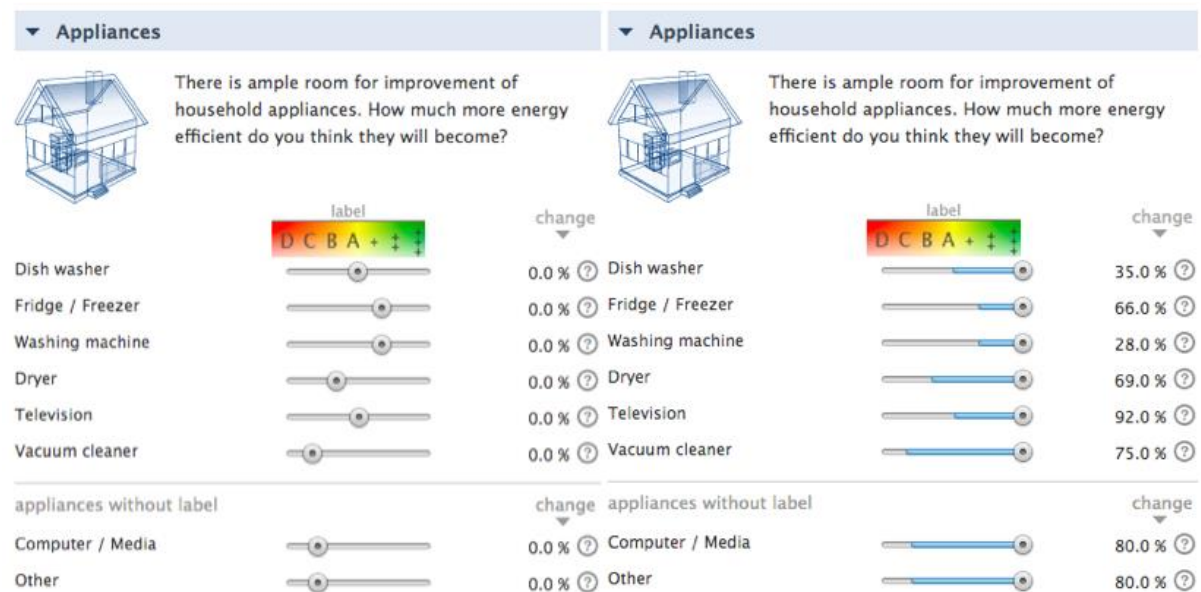 ▼ Appliances
There is ample room for improvement of
household appliances. How much more energy
efficient do you think they will become?
label
change
D C B A + ++ +++
Dish washer 0.0 % ?
Fridge / Freezer 0.0 % ?
Washing machine 0.0 % ?
Dryer 0.0 % ?
Television 0.0 % ?
Vacuum cleaner 0.0 % ?
appliances without label change
Computer / Media 0.0 % ?
Other 0.0 % ?
▼ Appliances
There is ample room for improvement of
household appliances. How much more energy
efficient do you think they will become?
label
change
D C B A + ++ +++
Dish washer 35.0 % ?
Fridge / Freezer 66.0 % ?
Washing machine 28.0 % ?
Dryer 69.0 % ?
Television 92.0 % ?
Vacuum cleaner 75.0 % ?
appliances without label change
Computer / Media 80.0 % ?
Other 80.0 % ?